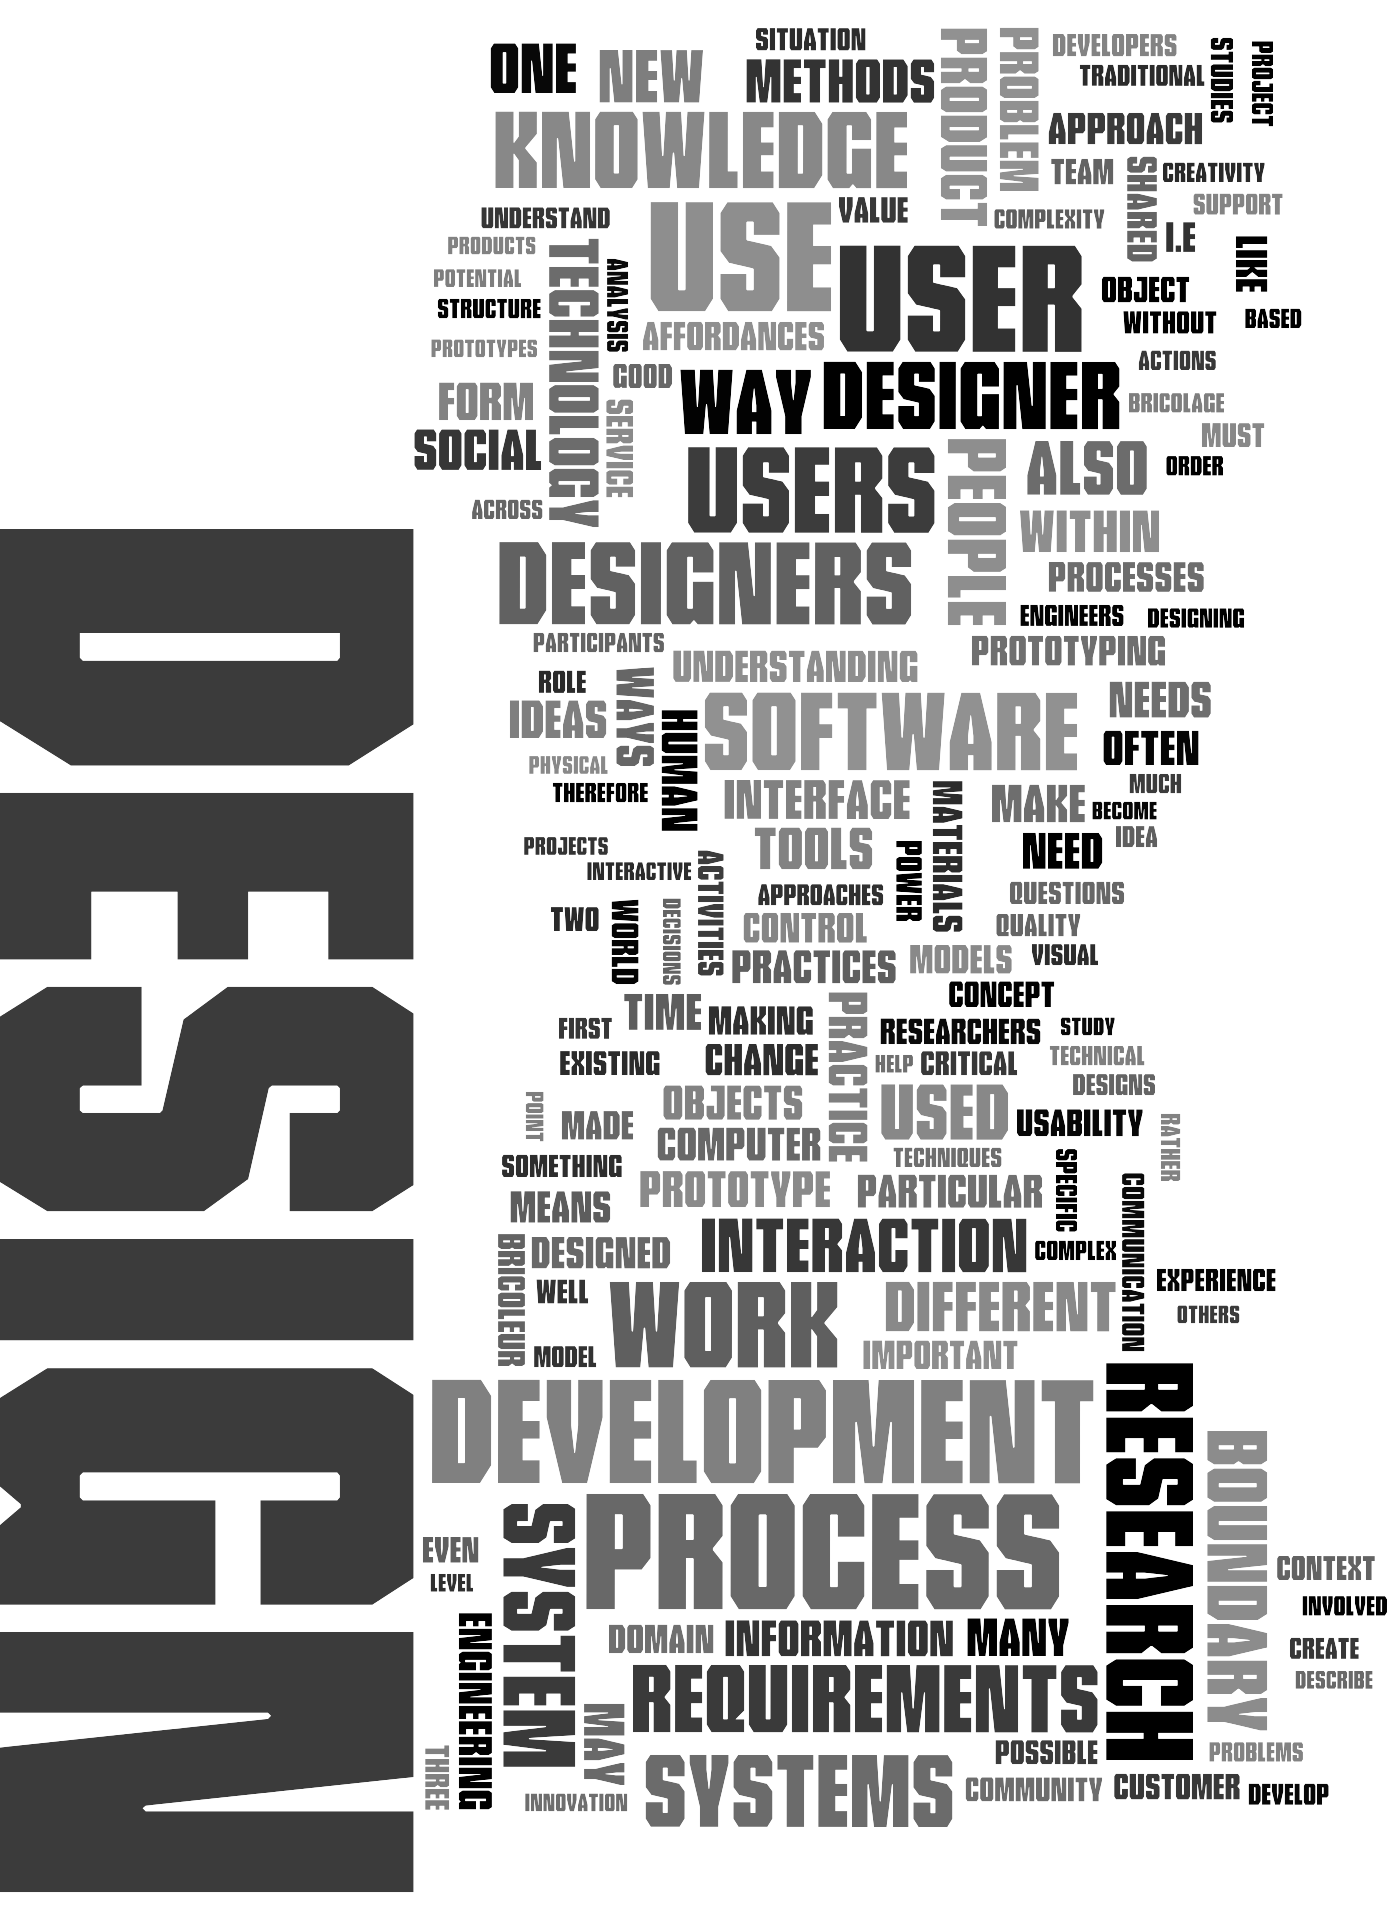 SITUATION
DEVELOPERS
ONE
NEW
METHODS
PRODUCT
PROBLEM
TRADITIONAL
STUDIES
PROJECT
KNOWLEDGE
APPROACH
TEAM
SHARED
CREATIVITY
SUPPORT
UNDERSTAND
USE
VALUE
COMPLEXITY
I.E
PRODUCTS
TECHNOLOGY
ANALYSIS
USER
LIKE
POTENTIAL
OBJECT
STRUCTURE
AFFORDANCES
WITHOUT
BASED
PROTOTYPES
GOOD
WAY
DESIGNER
ACTIONS
FORM
SERVICE
BRICOLAGE
SOCIAL
USERS
PEOPLE
ALSO
MUST
ORDER
ACROSS
WITHIN
DESIGN
DESIGNERS
PROCESSES
ENGINEERS
DESIGNING
PARTICIPANTS
UNDERSTANDING
PROTOTYPING
ROLE
WAYS
IDEAS
HUMAN
SOFTWARE
NEEDS
OFTEN
PHYSICAL
THEREFORE
INTERFACE
MATERIALS
MAKE
MUCH
BECOME
PROJECTS
TOOLS
POWER
NEED
IDEA
INTERACTIVE
ACTIVITIES
APPROACHES
QUESTIONS
TWO
WORLD
DECISIONS
CONTROL
QUALITY
PRACTICES
MODELS
VISUAL
CONCEPT
FIRST
TIME
MAKING
PRACTICE
RESEARCHERS
STUDY
EXISTING
CHANGE
HELP
CRITICAL
TECHNICAL
DESIGNS
POINT
MADE
OBJECTS
USED
USABILITY
RATHER
COMPUTER
TECHNIQUES
SOMETHING
PROTOTYPE
PARTICULAR
SPECIFIC
COMMUNICATION
MEANS
INTERACTION
BRICOLEUR
DESIGNED
COMPLEX
WELL
WORK
DIFFERENT
EXPERIENCE
OTHERS
MODEL
IMPORTANT
DEVELOPMENT
RESEARCH
BOUNDARY
SYSTEM
PROCESS
EVEN
LEVEL
CONTEXT
INVOLVED
ENGINEERING
DOMAIN
INFORMATION
MANY
CREATE
REQUIREMENTS
DESCRIBE
MAY
THREE
POSSIBLE
PROBLEMS
INNOVATION
SYSTEMS
COMMUNITY
CUSTOMER
DEVELOP